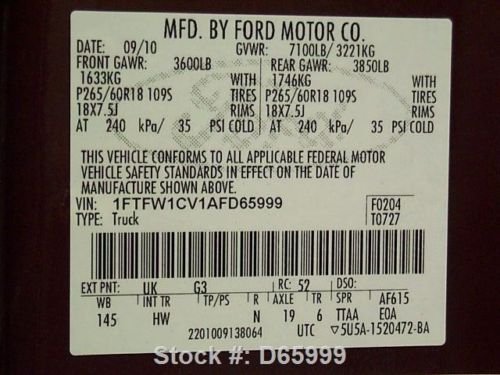 MFD. BY FORD MOTOR CO.
DATE: 09/10 GVWR: 7100LB/ 3221KG
FRONT GAWR: 3600LB REAR GAWR: 3850LB
1633KG WITH 1746KG WITH
P265/60R18 109S TIRES P265/60R18 109S TIRES
18X7.5J RIMS 18X7.5J RIMS
AT 240 kPa/ 35 PSI COLD AT 240 kPa/ 35 PSI COLD
THIS VEHICLE CONFORMS TO ALL APPLICABLE FEDERAL MOTOR
VEHICLE SAFETY STANDARDS IN EFFECT ON THE DATE OF
MANUFACTURE SHOWN ABOVE.
VIN: 1FTFW1CV1AFD65999 F0204
TYPE: Truck T0727
EXT PNT: UK G3 RC: 52 DSO:
WB INT TR TP/PS R AXLE TR SPR AF615
145 HW N 19 6 TTAA E0A
2201009138064 UTC ▽5U5A-1520472-BA
Stock #: D65999